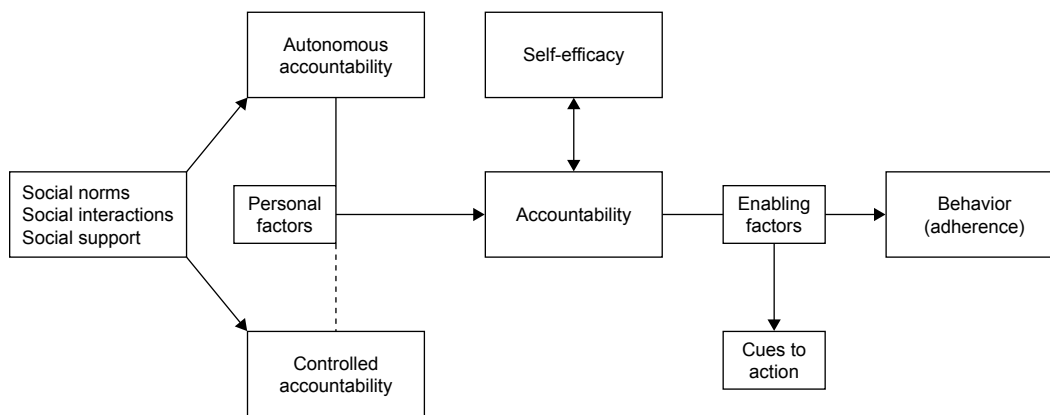 Autonomous
accountability
Self-efficacy
Social norms
Social interactions
Social support
Personal
factors
Accountability
Enabling
factors
Behavior
(adherence)
Controlled
accountability
Cues to
action